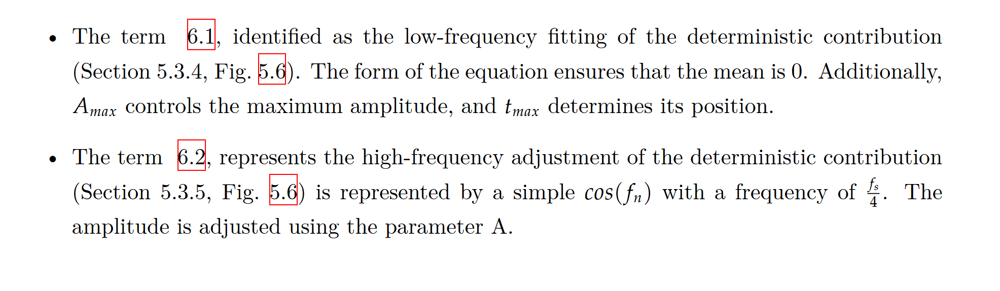 • The term 6.1, identified as the low-frequency fitting of the deterministic contribution
(Section 5.3.4, Fig. 5.6). The form of the equation ensures that the mean is 0. Additionally,
A_{max} controls the maximum amplitude, and t_{max} determines its position.
• The term 6.2, represents the high-frequency adjustment of the deterministic contribution
(Section 5.3.5, Fig. 5.6) is represented by a simple cos(f_n) with a frequency of \frac{f_s}{4}. The
amplitude is adjusted using the parameter A.